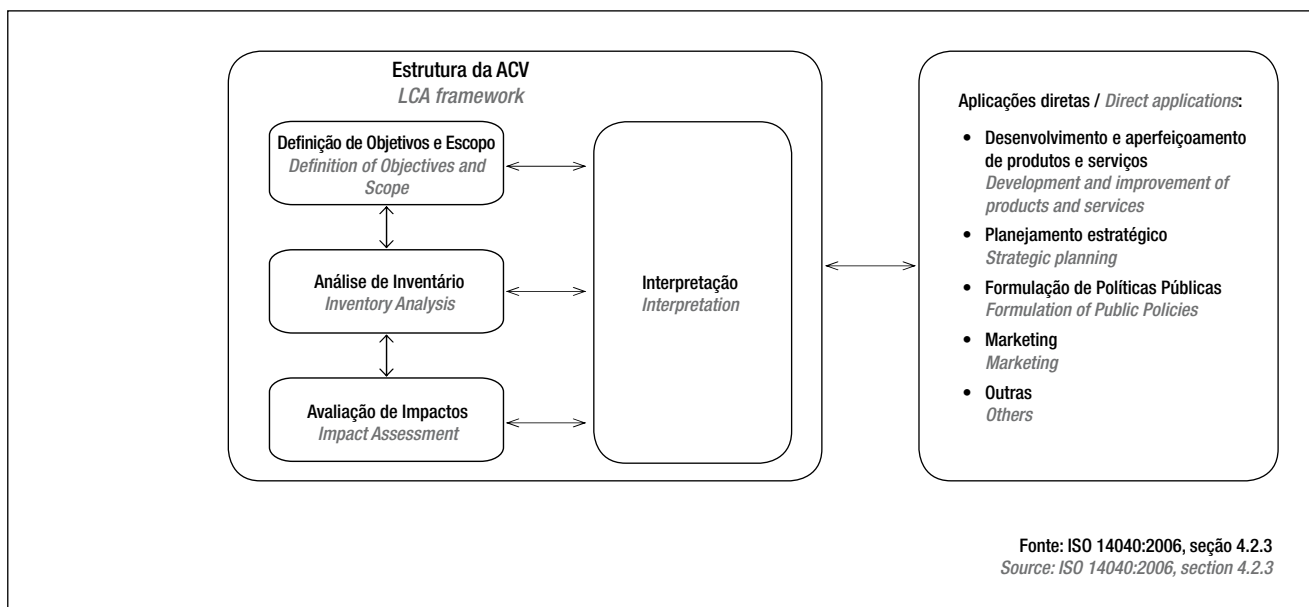 Estrutura da ACV
LCA framework
Definição de Objetivos e Escopo
Definition of Objectives and
Scope
Análise de Inventário
Inventory Analysis
Avaliação de Impactos
Impact Assessment
Interpretação
Interpretation
Aplicações diretas / Direct applications:
• Desenvolvimento e aperfeiçoamento
de produtos e serviços
Development and improvement of
products and services
• Planejamento estratégico
Strategic planning
• Formulação de Políticas Públicas
Formulation of Public Policies
• Marketing
Marketing
• Outras
Others
Fonte: ISO 14040:2006, seção 4.2.3
Source: ISO 14040:2006, section 4.2.3